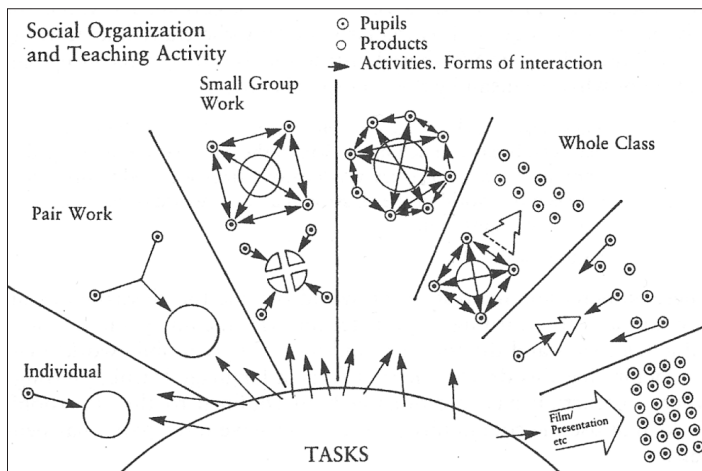 Social Organization
and Teaching Activity
Pupils
Products
Activities. Forms of interaction
Small Group
Work
Whole Class
Pair Work
Individual
Film/
Presentation
etc
TASKS